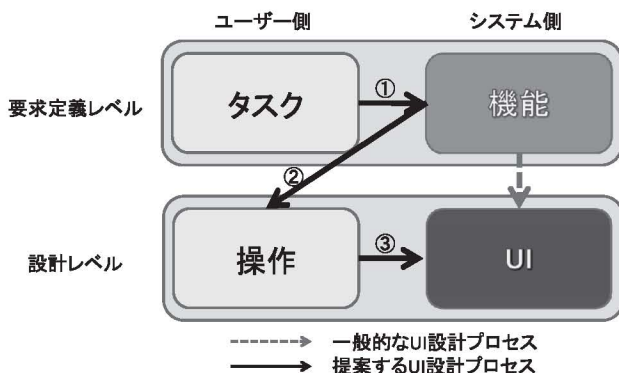 ユーザー側
システム側
要求定義レベル
タスク
①
機能
②
設計レベル
操作
③
UI
一般的なUI設計プロセス
提案するUI設計プロセス